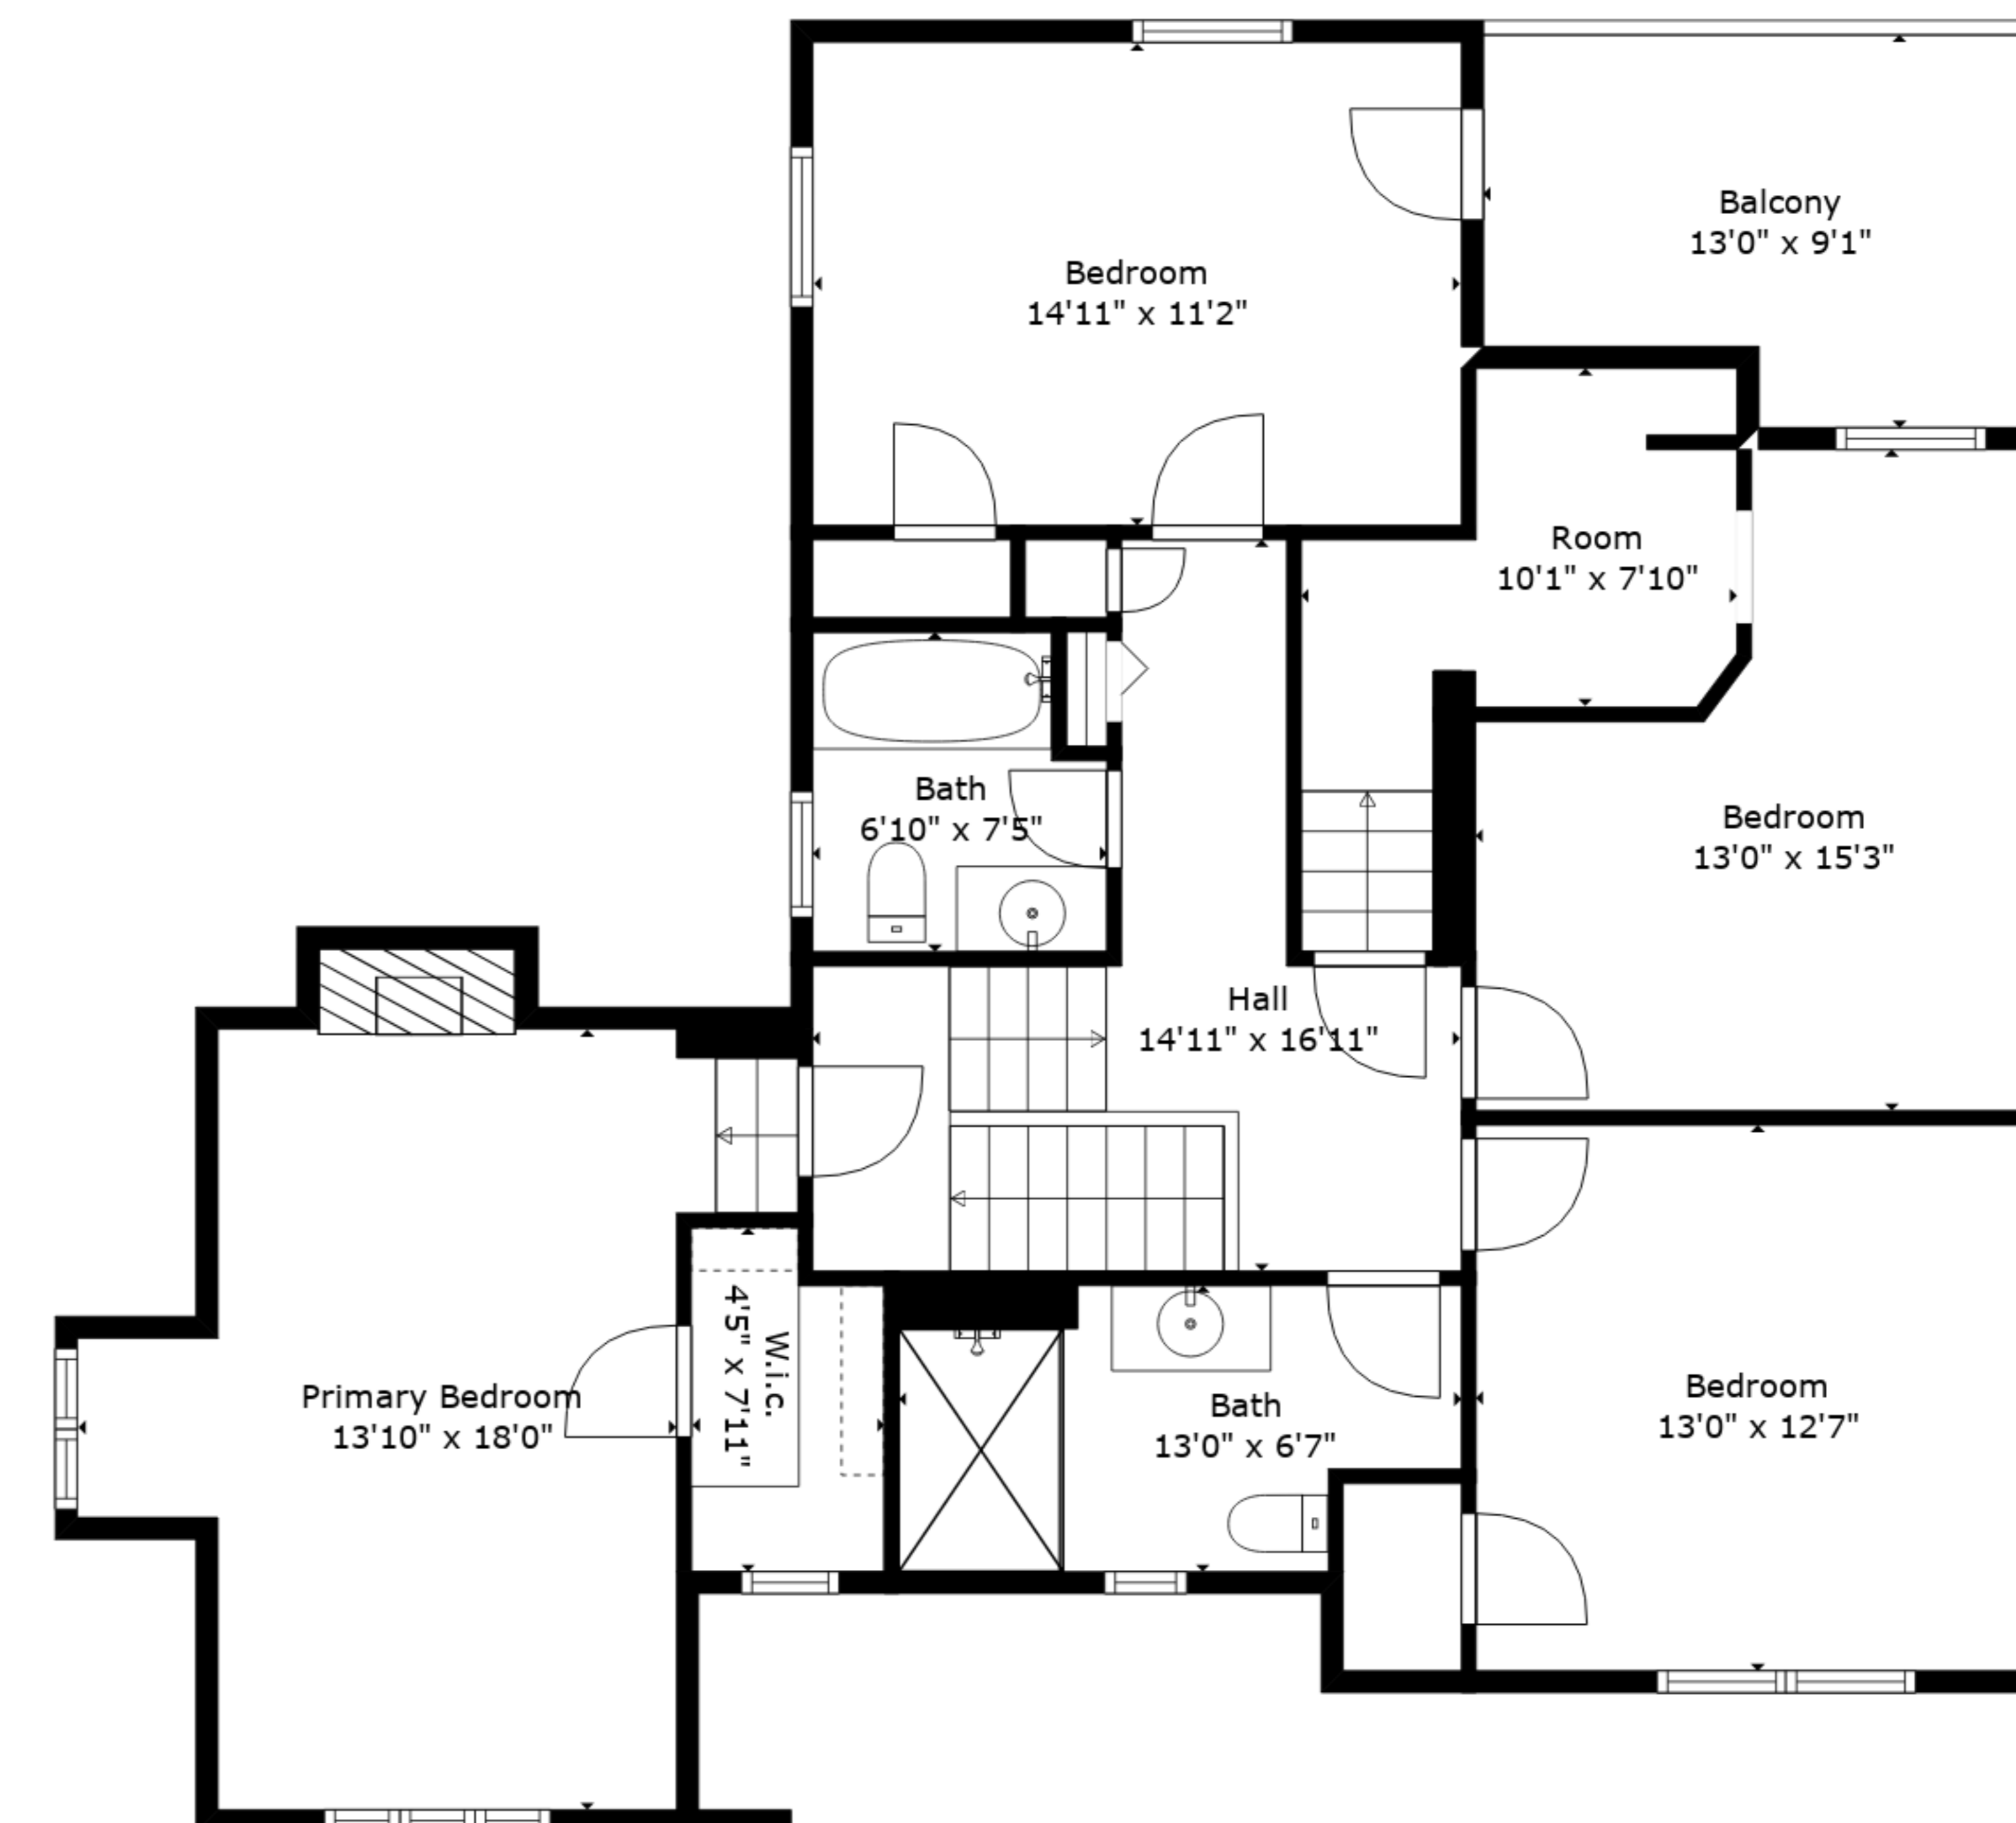 Balcony
13'0" x 9'1"
Bedroom
14'11" x 11'2"
Room
10'1" x 7'10"
Bath
6'10" x 7'5"
Bedroom
13'0" x 15'3"
Hall
14'11" x 16'11"
Primary Bedroom
13'10" x 18'0"
W.i.c.
4'5" x 7'11"
Bath
13'0" x 6'7"
Bedroom
13'0" x 12'7"